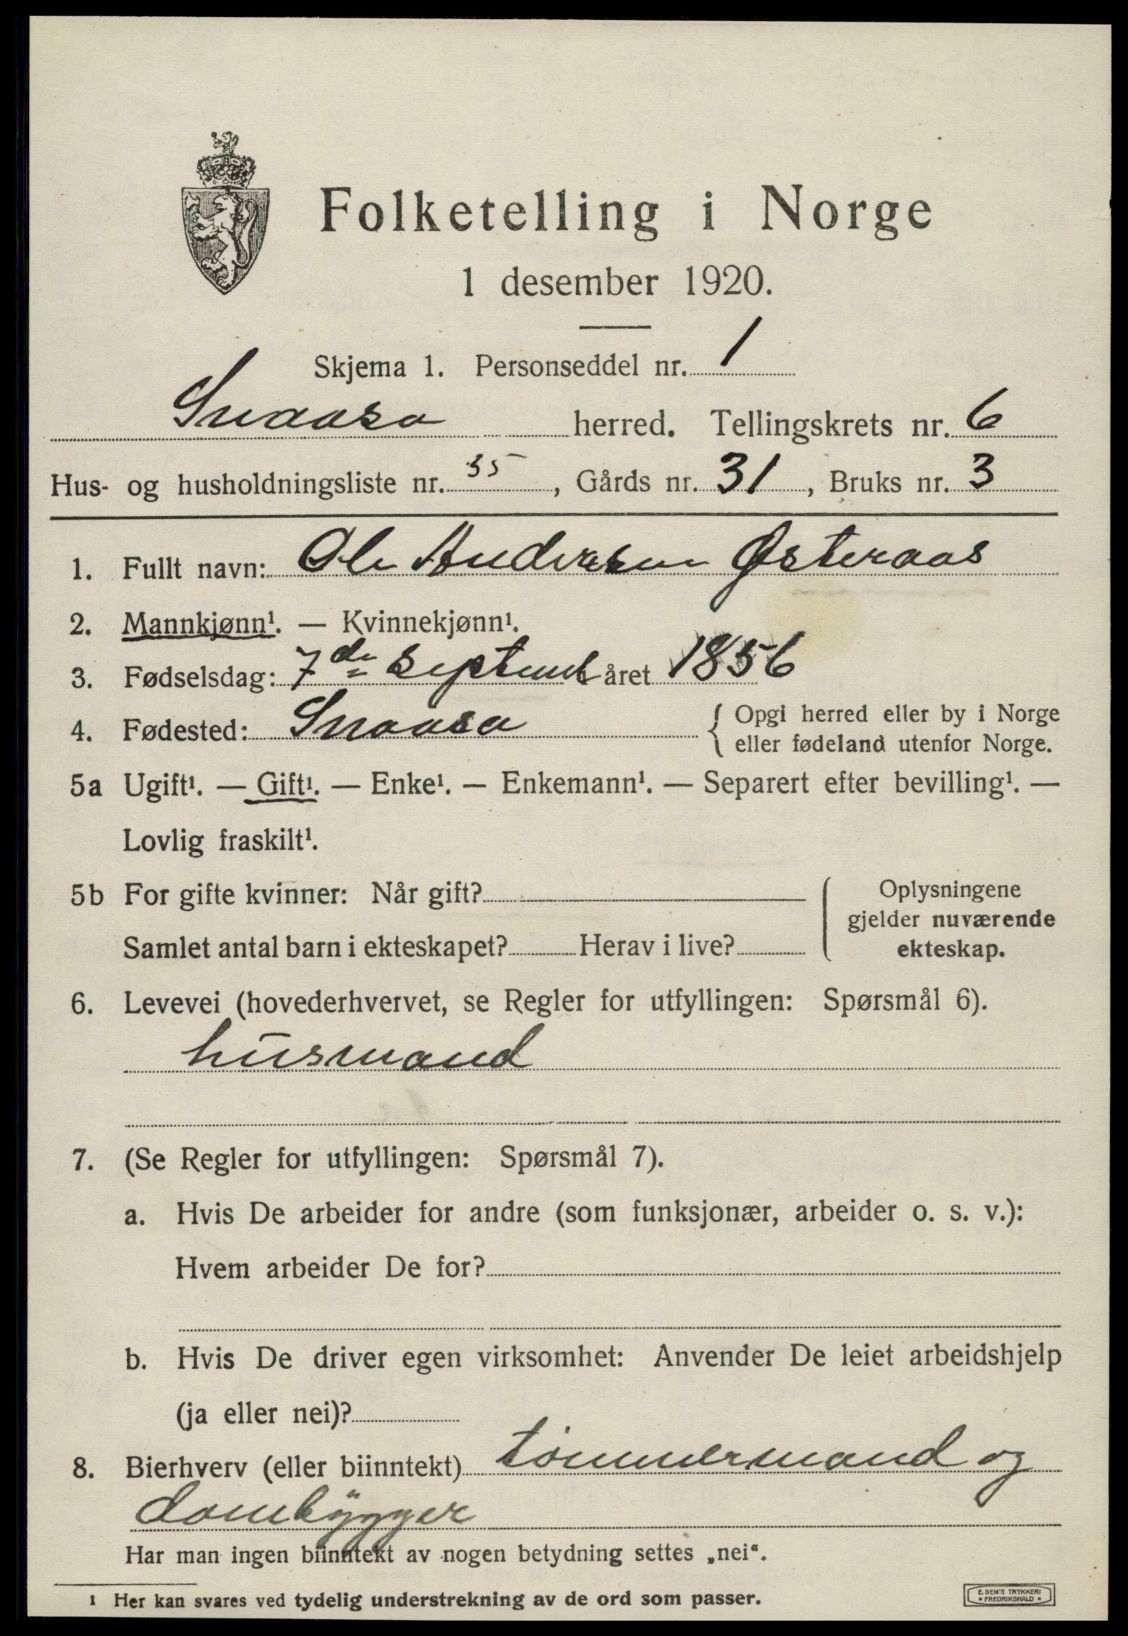 Folketelling i Norge
1 desember 1920.
Skjema 1. Personseddel nr. 1
Snaasa herred. Tellingskrets nr. 6
Hus- og husholdningsliste nr. 35, Gårds nr. 31, Bruks nr. 3
1. Fullt navn: Ole Andersen Østeraas
2. Mannkjønn¹. — Kvinnekjønn¹.
3. Fødselsdag: 7de Septemb året 1856
4. Fødested: Snaasa { Opgi herred eller by i Norge
eller fødeland utenfor Norge.
5a Ugift¹. — Gift¹. — Enke¹. — Enkemann¹. — Separert efter bevilling¹. —
Lovlig fraskilt¹.
5b For gifte kvinner: Når gift? Oplysningene
gjelder nuværende
Samlet antal barn i ekteskapet? Herav i live? ekteskap.
6. Levevei (hovederhvervet, se Regler for utfyllingen: Spørsmål 6).
husmand
7. (Se Regler for utfyllingen: Spørsmål 7).
a. Hvis De arbeider for andre (som funksjonær, arbeider o. s. v.):
Hvem arbeider De for?
b. Hvis De driver egen virksomhet: Anvender De leiet arbeidshjelp
(ja eller nei)?
8. Bierhverv (eller biinntekt) tømmermand og
dambygger
Har man ingen biinntekt av nogen betydning settes „nei“.
1 Her kan svares ved tydelig understrekning av de ord som passer.
E. SEM'S TRYKKERI
• FREDRIKSHALD •